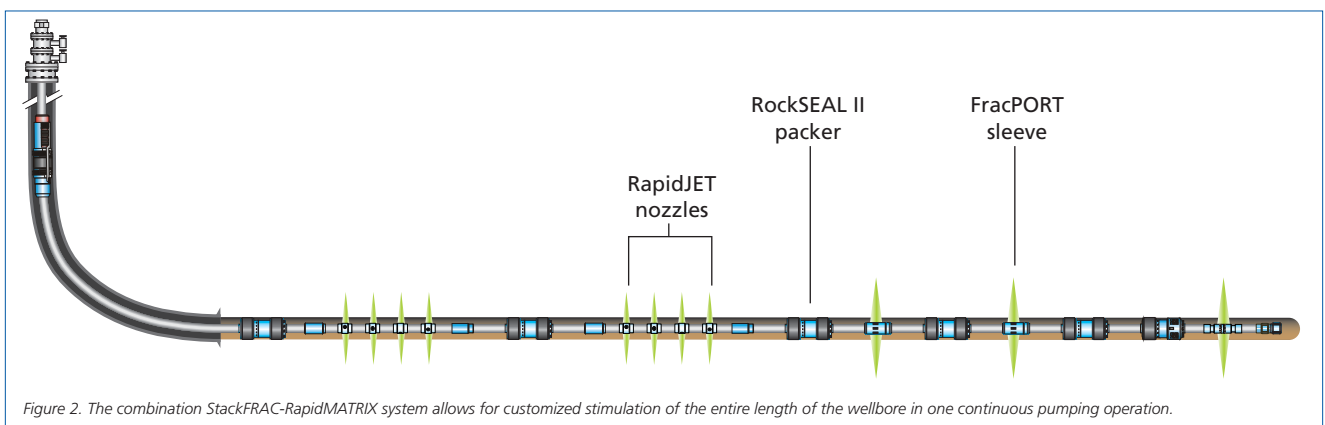 RockSEAL II
packer
FracPORT
sleeve
RapidJET
nozzles
Figure 2. The combination StackFRAC-RapidMATRIX system allows for customized stimulation of the entire length of the wellbore in one continuous pumping operation.